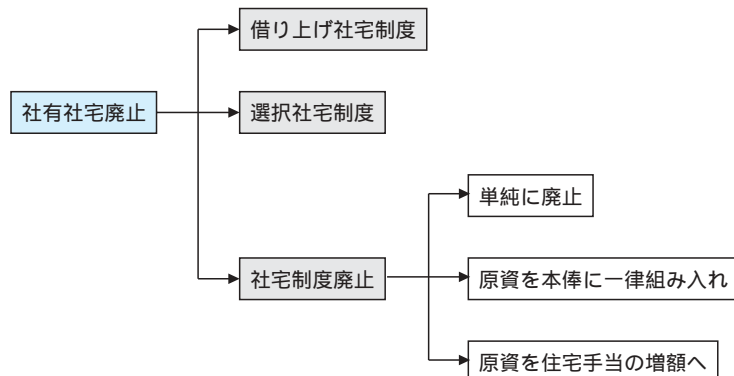 借り上げ社宅制度
社有社宅廃止
選択社宅制度
単純に廃止
社宅制度廃止
原資を本俸に一律組み入れ
原資を住宅手当の増額へ